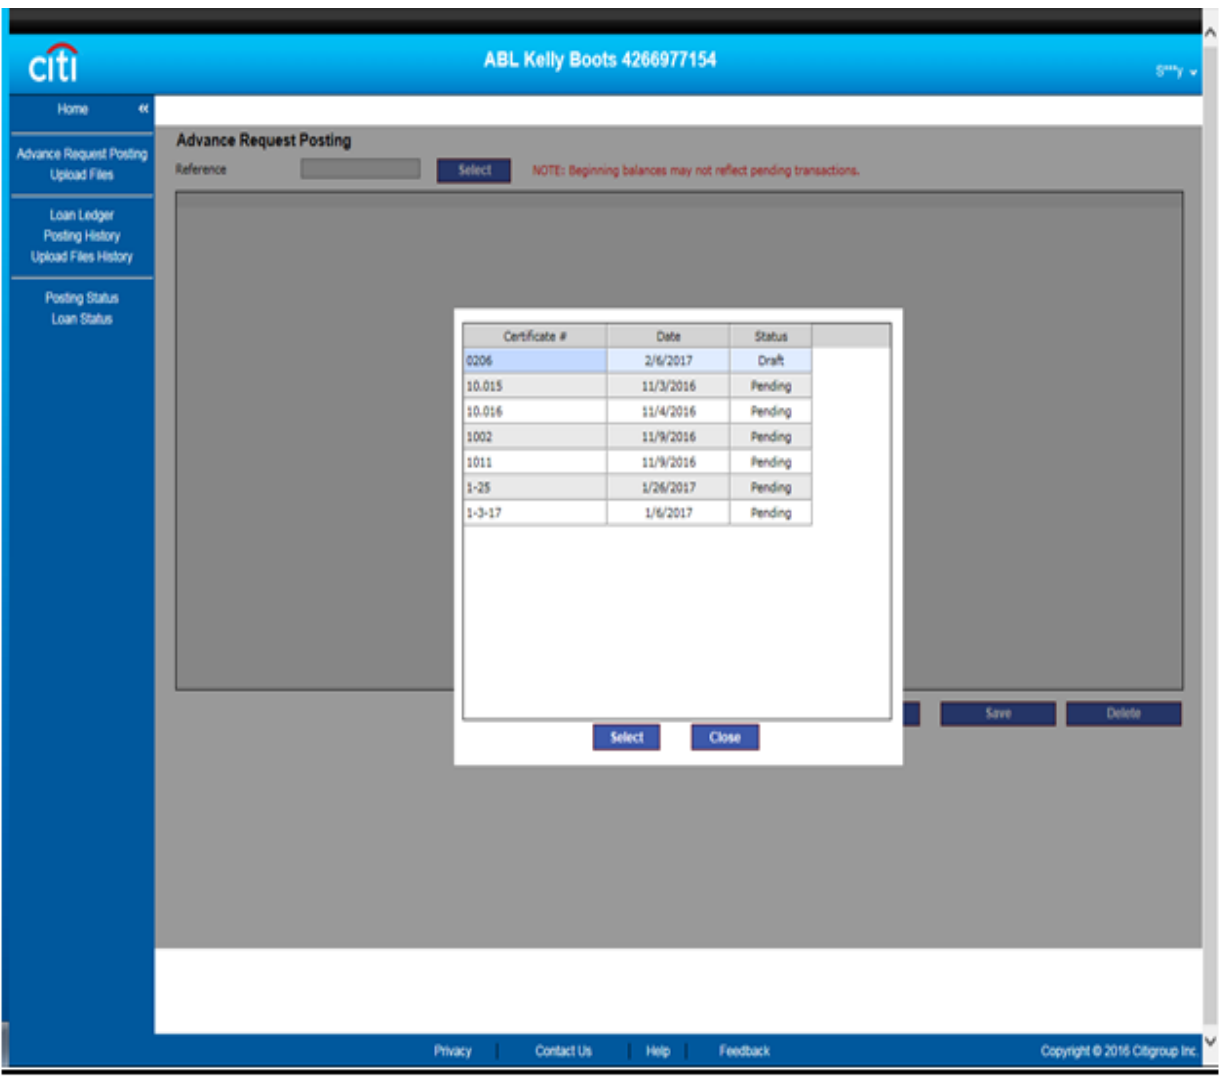 citi
ABL Kelly Boots 4266977154
S***y
Home «
Advance Request Posting
Upload Files
Loan Ledger
Posting History
Upload Files History
Posting Status
Loan Status
Advance Request Posting
Reference Select NOTE: Beginning balances may not reflect pending transactions.
Certificate # Date Status
0206 2/6/2017 Draft
10.015 11/3/2016 Pending
10.016 11/4/2016 Pending
1002 11/9/2016 Pending
1011 11/9/2016 Pending
1-25 1/26/2017 Pending
1-3-17 1/6/2017 Pending
Save Delete
Select Close
Privacy | Contact Us | Help | Feedback Copyright © 2016 Citigroup Inc.